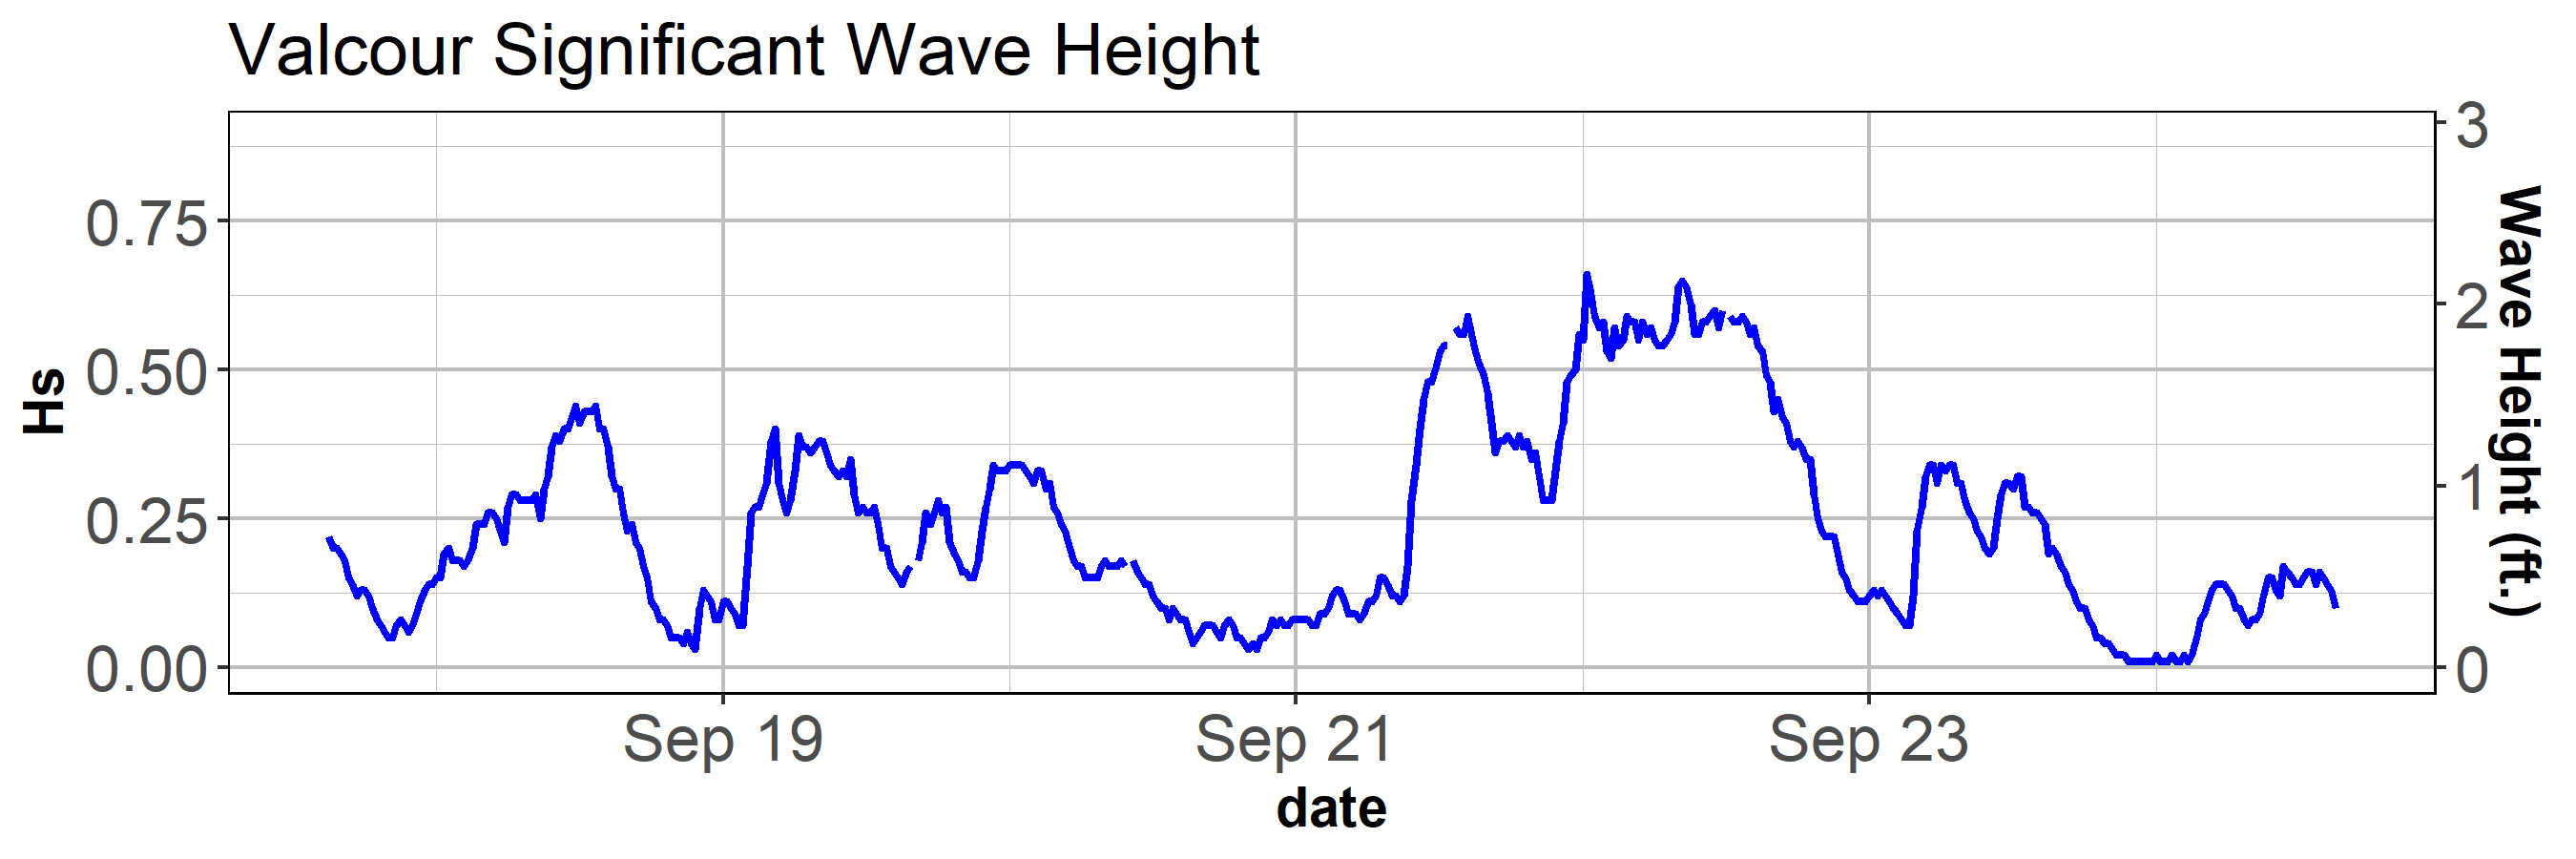 Valcour Significant Wave Height
Hs
0.75
0.50
0.25
0.00
3
2
1
0
Wave Height (ft.)
Sep 19
Sep 21
Sep 23
date